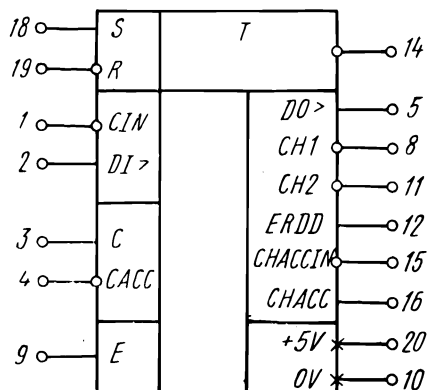 18 S T
14
19 R
DO> 5
1 CIN
CH1 8
2 DI>
CH2 11
ERDD 12
3 C
CHACCIN 15
4 CACC
CHACC 16
+5V 20
9 E
0V 10